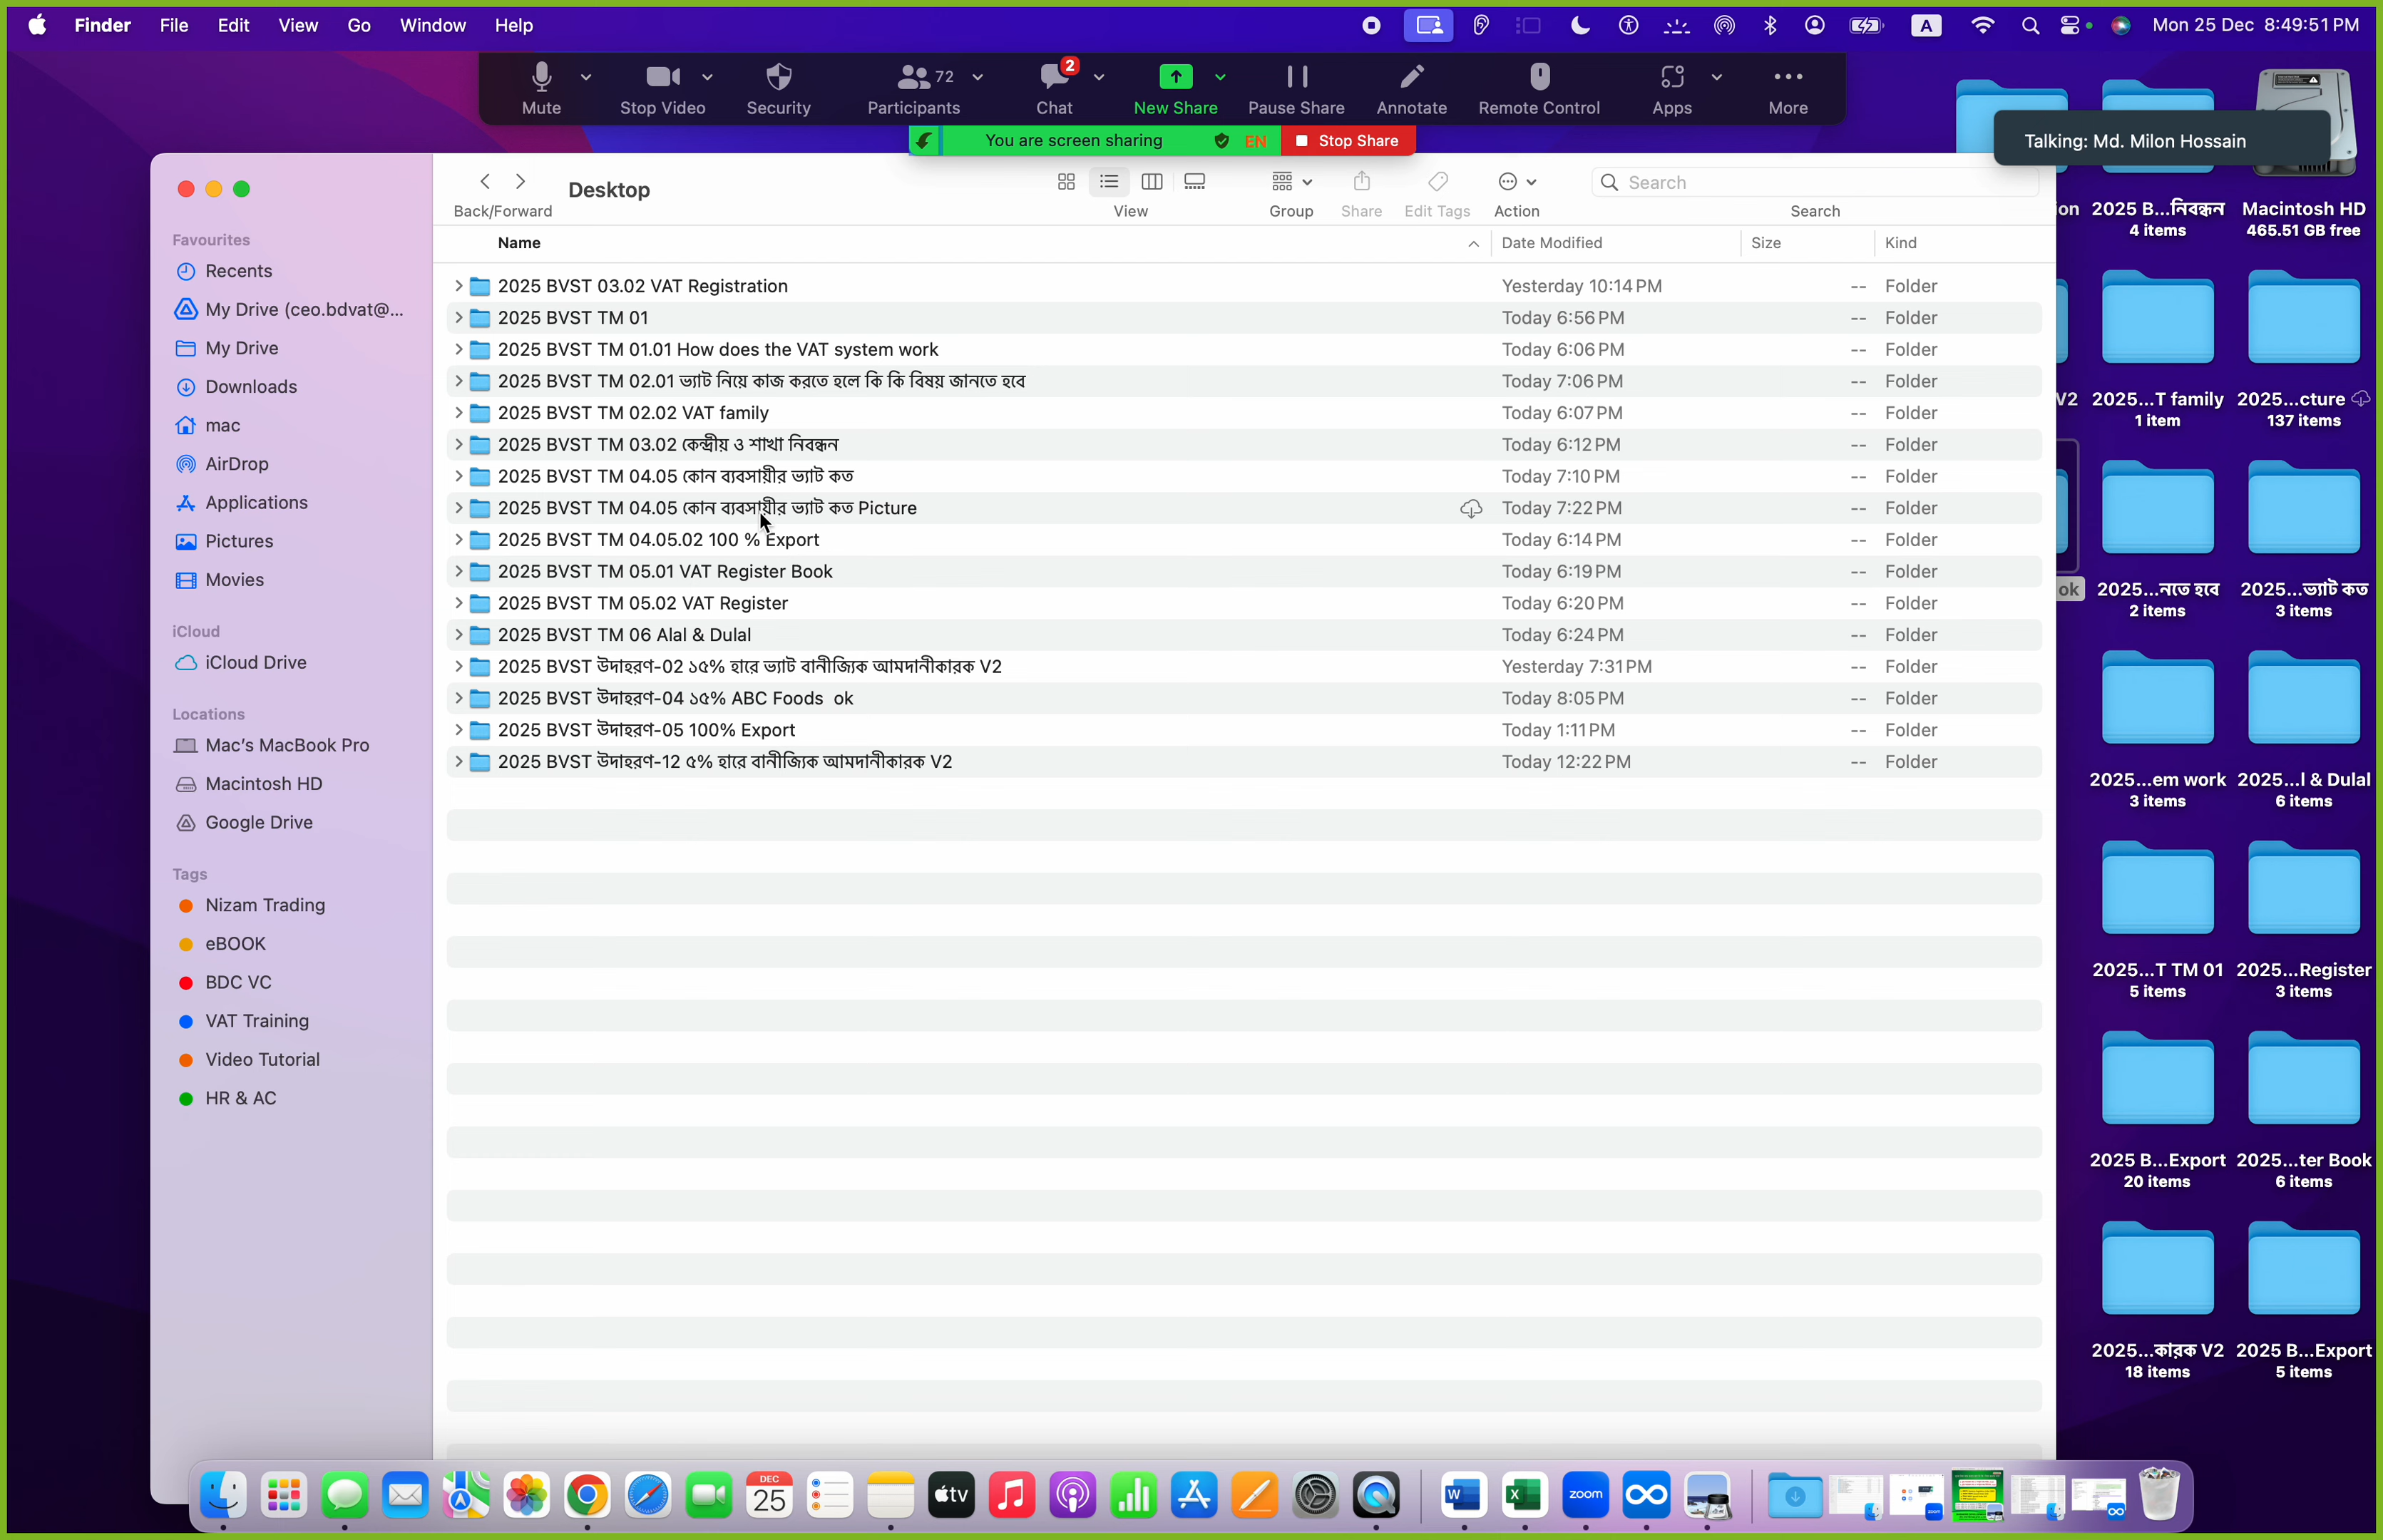 Finder File Edit View Go Window Help A Mon 25 Dec 8:49:51 PM
Mute Stop Video Security 72 Participants 2 Chat New Share Pause Share Annotate Remote Control Apps More
You are screen sharing EN Stop Share
Talking: Md. Milon Hossain
Desktop
Search
Back/Forward View Group Share Edit Tags Action Search
Name Date Modified Size Kind
2025 BVST 03.02 VAT Registration Yesterday 10:14 PM -- Folder
2025 BVST TM 01 Today 6:56 PM -- Folder
2025 BVST TM 01.01 How does the VAT system work Today 6:06 PM -- Folder
2025 BVST TM 02.01 ভ্যাট নিয়ে কাজ করতে হলে কি কি বিষয় জানতে হবে Today 7:06 PM -- Folder
2025 BVST TM 02.02 VAT family Today 6:07 PM -- Folder
2025 BVST TM 03.02 কেন্দ্রীয় ও শাখা নিবন্ধন Today 6:12 PM -- Folder
2025 BVST TM 04.05 কোন ব্যবসায়ীর ভ্যাট কত Today 7:10 PM -- Folder
2025 BVST TM 04.05 কোন ব্যবসায়ীর ভ্যাট কত Picture Today 7:22 PM -- Folder
2025 BVST TM 04.05.02 100 % Export Today 6:14 PM -- Folder
2025 BVST TM 05.01 VAT Register Book Today 6:19 PM -- Folder
2025 BVST TM 05.02 VAT Register Today 6:20 PM -- Folder
2025 BVST TM 06 Alal & Dulal Today 6:24 PM -- Folder
2025 BVST উদাহরণ-02 ১৫% হারে ভ্যাট বানীজ্যিক আমদানীকারক V2 Yesterday 7:31 PM -- Folder
2025 BVST উদাহরণ-04 ১৫% ABC Foods ok Today 8:05 PM -- Folder
2025 BVST উদাহরণ-05 100% Export Today 1:11 PM -- Folder
2025 BVST উদাহরণ-12 ৫% হারে বানীজ্যিক আমদানীকারক V2 Today 12:22 PM -- Folder
Favourites
Recents
My Drive (ceo.bdvat@...
My Drive
Downloads
mac
AirDrop
Applications
Pictures
Movies
iCloud
iCloud Drive
Locations
Mac's MacBook Pro
Macintosh HD
Google Drive
Tags
Nizam Trading
eBOOK
BDC VC
VAT Training
Video Tutorial
HR & AC
ion 2025 B...নিবন্ধন Macintosh HD
4 items 465.51 GB free
V2 2025...T family 2025...cture
1 item 137 items
ok 2025...নতে হবে 2025...ভ্যাট কত
2 items 3 items
2025...em work 2025...l & Dulal
3 items 6 items
2025...T TM 01 2025...Register
5 items 3 items
2025 B...Export 2025...ter Book
20 items 6 items
2025...কারক V2 2025 B...Export
18 items 5 items
DEC
25
tv
W
X
zoom